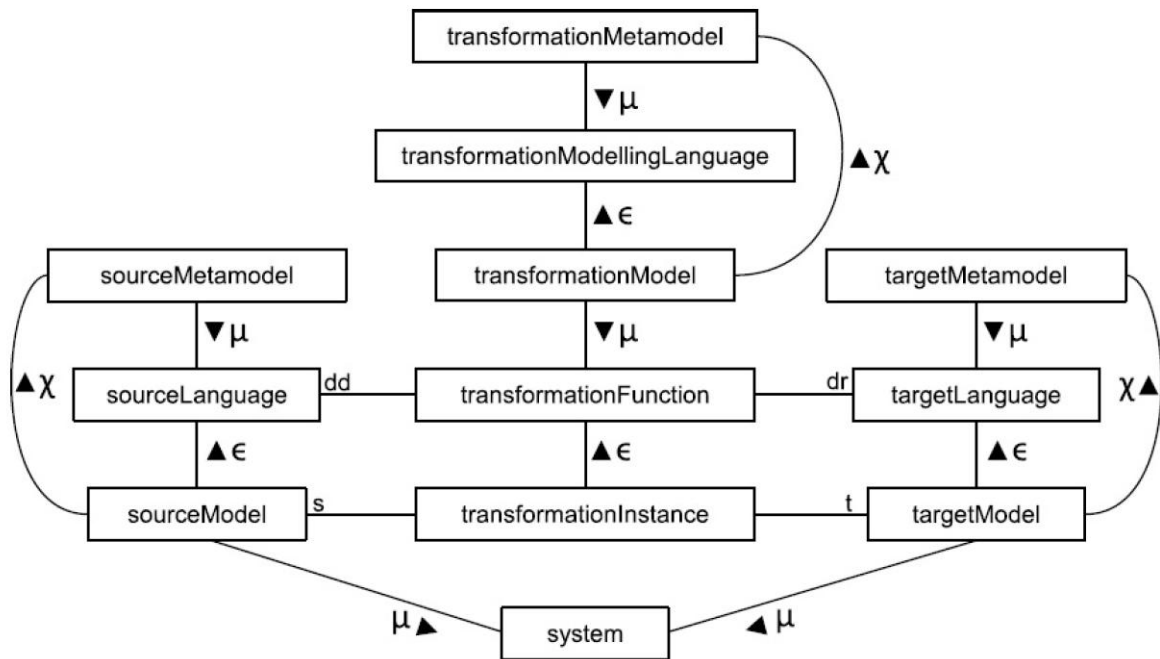 transformationMetamodel
▼μ
transformationModellingLanguage
▲χ
▲ϵ
sourceMetamodel
transformationModel
targetMetamodel
▼μ
▼μ
▼μ
▲χ
sourceLanguage
dd
transformationFunction
dr
targetLanguage
χ▲
▲ϵ
▲ϵ
▲ϵ
sourceModel
s
transformationInstance
t
targetModel
μ ►
system
◄ μ